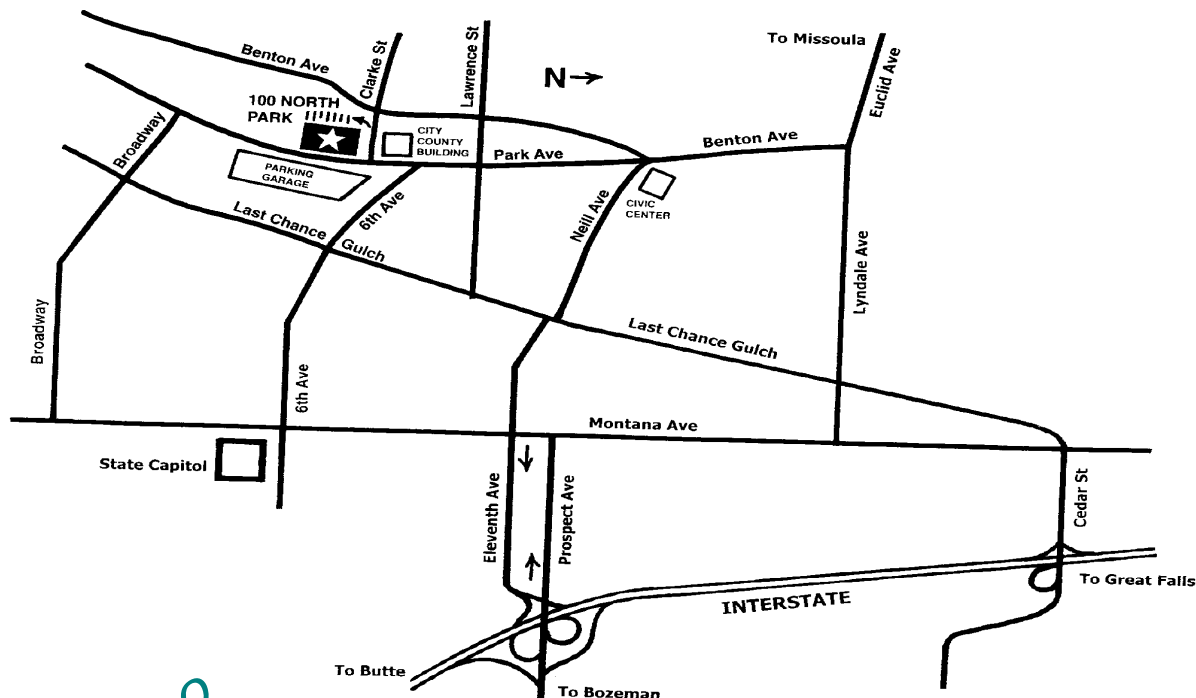 To Missoula
Benton Ave
Clarke St
Lawrence St
N
Euclid Ave
100 NORTH
PARK
CITY
COUNTY
BUILDING
Benton Ave
Broadway
Park Ave
PARKING
GARAGE
CIVIC
CENTER
6th Ave
Neill Ave
Last Chance Gulch
Lyndale Ave
Last Chance Gulch
Broadway
6th Ave
Montana Ave
State Capitol
Eleventh Ave
Prospect Ave
Cedar St
To Great Falls
INTERSTATE
To Butte
To Bozeman